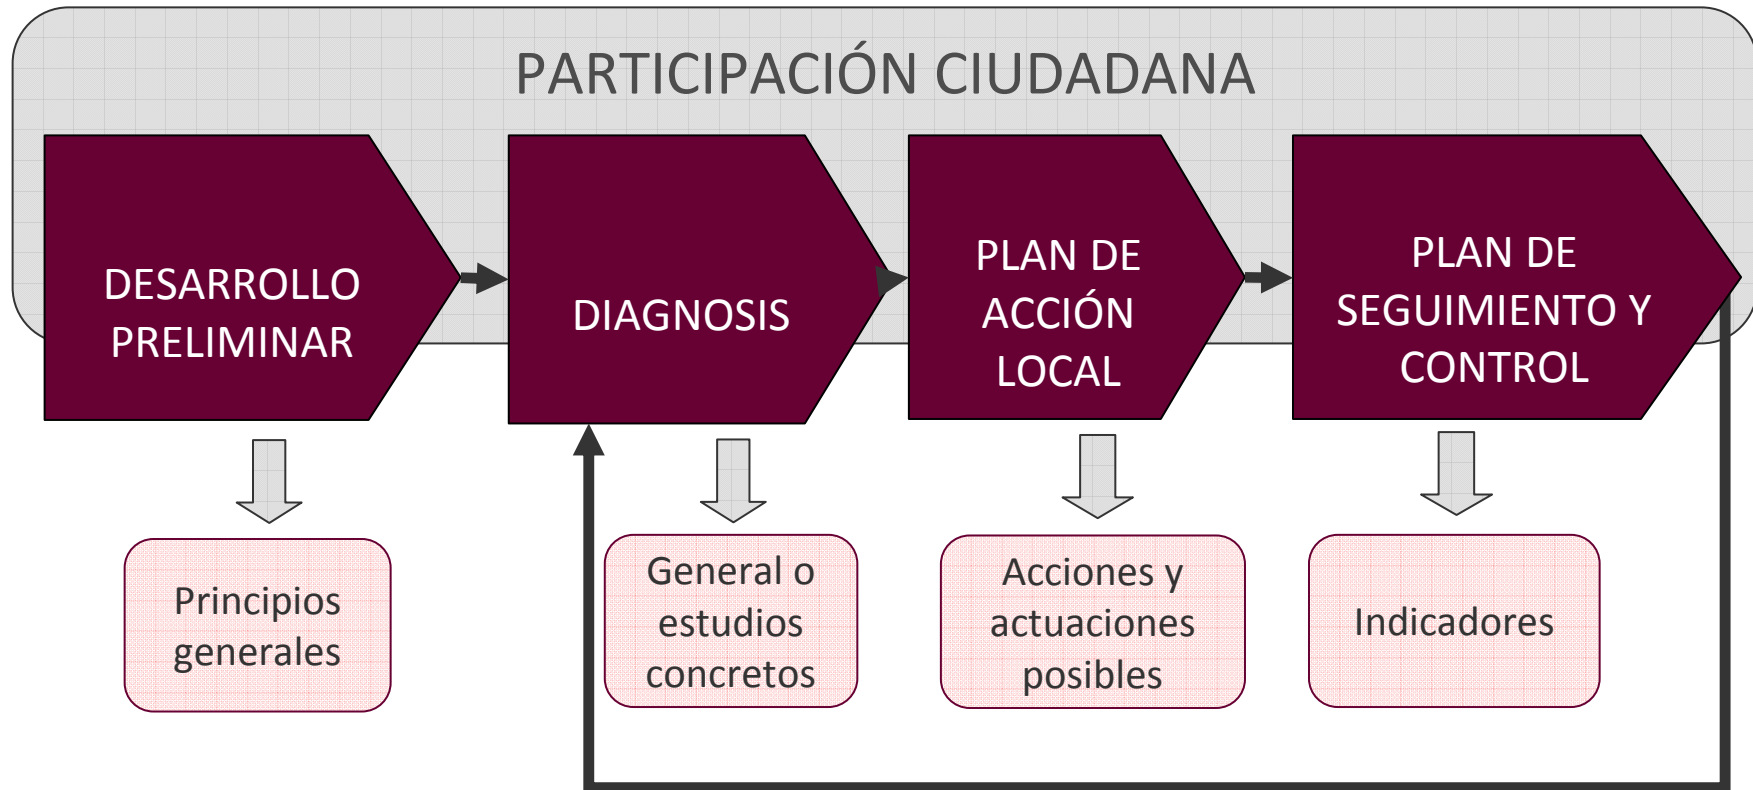 PARTICIPACIÓN CIUDADANA
DESARROLLO
PRELIMINAR
DIAGNOSIS
PLAN DE
ACCIÓN
LOCAL
PLAN DE
SEGUIMIENTO Y
CONTROL
Principios
generales
General o
estudios
concretos
Acciones y
actuaciones
posibles
Indicadores